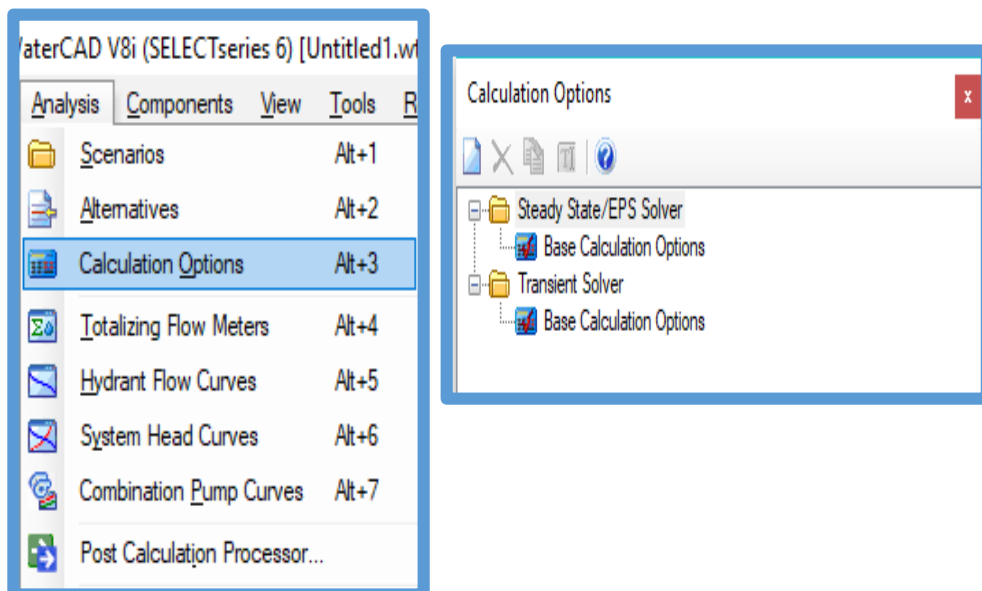 /aterCAD V8i (SELECTseries 6) [Untitled1.wt
Analysis Components View Tools R
Scenarios Alt+1
Alternatives Alt+2
Calculation Options Alt+3
Totalizing Flow Meters Alt+4
Hydrant Flow Curves Alt+5
System Head Curves Alt+6
Combination Pump Curves Alt+7
Post Calculation Processor...
Calculation Options
Steady State/EPS Solver
Base Calculation Options
Transient Solver
Base Calculation Options